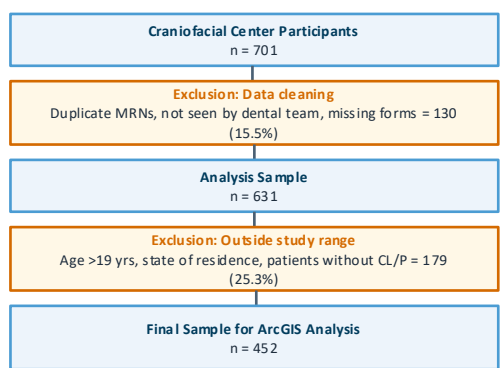 Craniofacial Center Participants
n = 701
Exclusion: Data cleaning
Duplicate MRNs, not seen by dental team, missing forms = 130
(15.5%)
Analysis Sample
n = 631
Exclusion: Outside study range
Age >19 yrs, state of residence, patients without CL/P = 179
(25.3%)
Final Sample for ArcGIS Analysis
n = 452